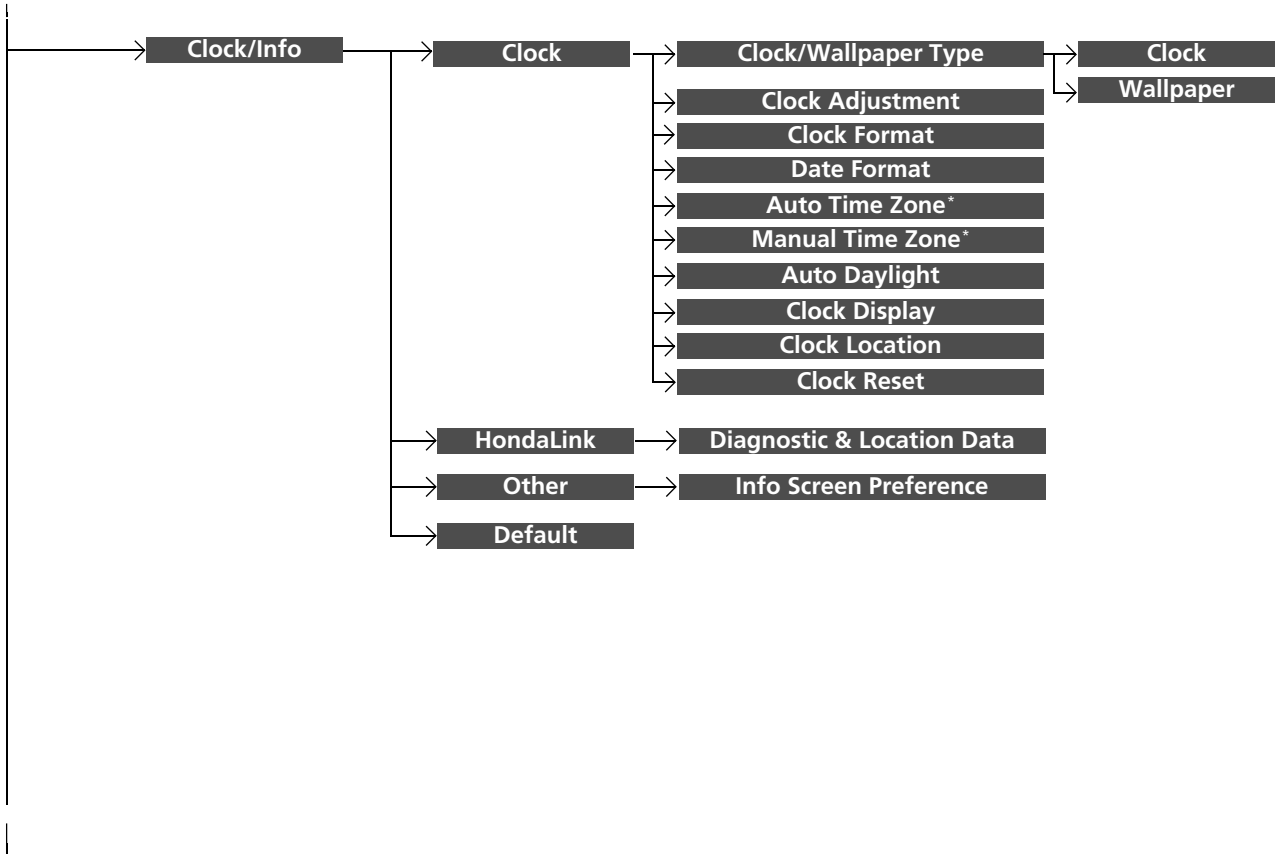 Clock/Info
Clock
Clock/Wallpaper Type
Clock
Wallpaper
Clock Adjustment
Clock Format
Date Format
Auto Time Zone*
Manual Time Zone*
Auto Daylight
Clock Display
Clock Location
Clock Reset
HondaLink
Diagnostic & Location Data
Other
Info Screen Preference
Default